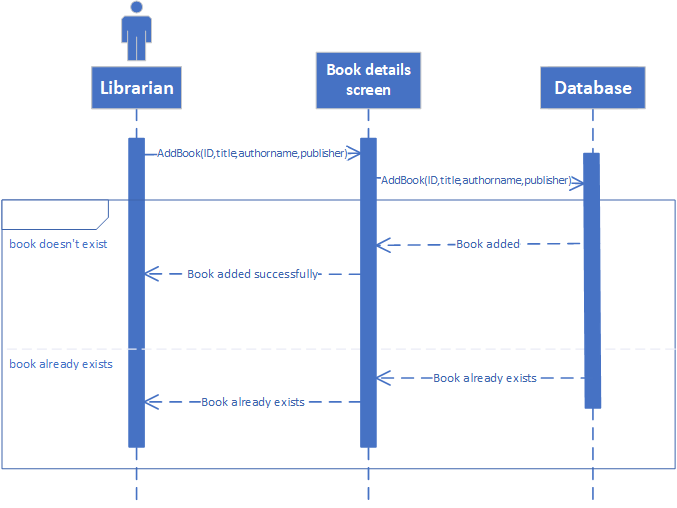 Librarian
Book details
screen
Database
AddBook(ID,title,authorname,publisher)
AddBook(ID,title,authorname,publisher)
book doesn't exist
Book added
Book added successfully
book already exists
Book already exists
Book already exists